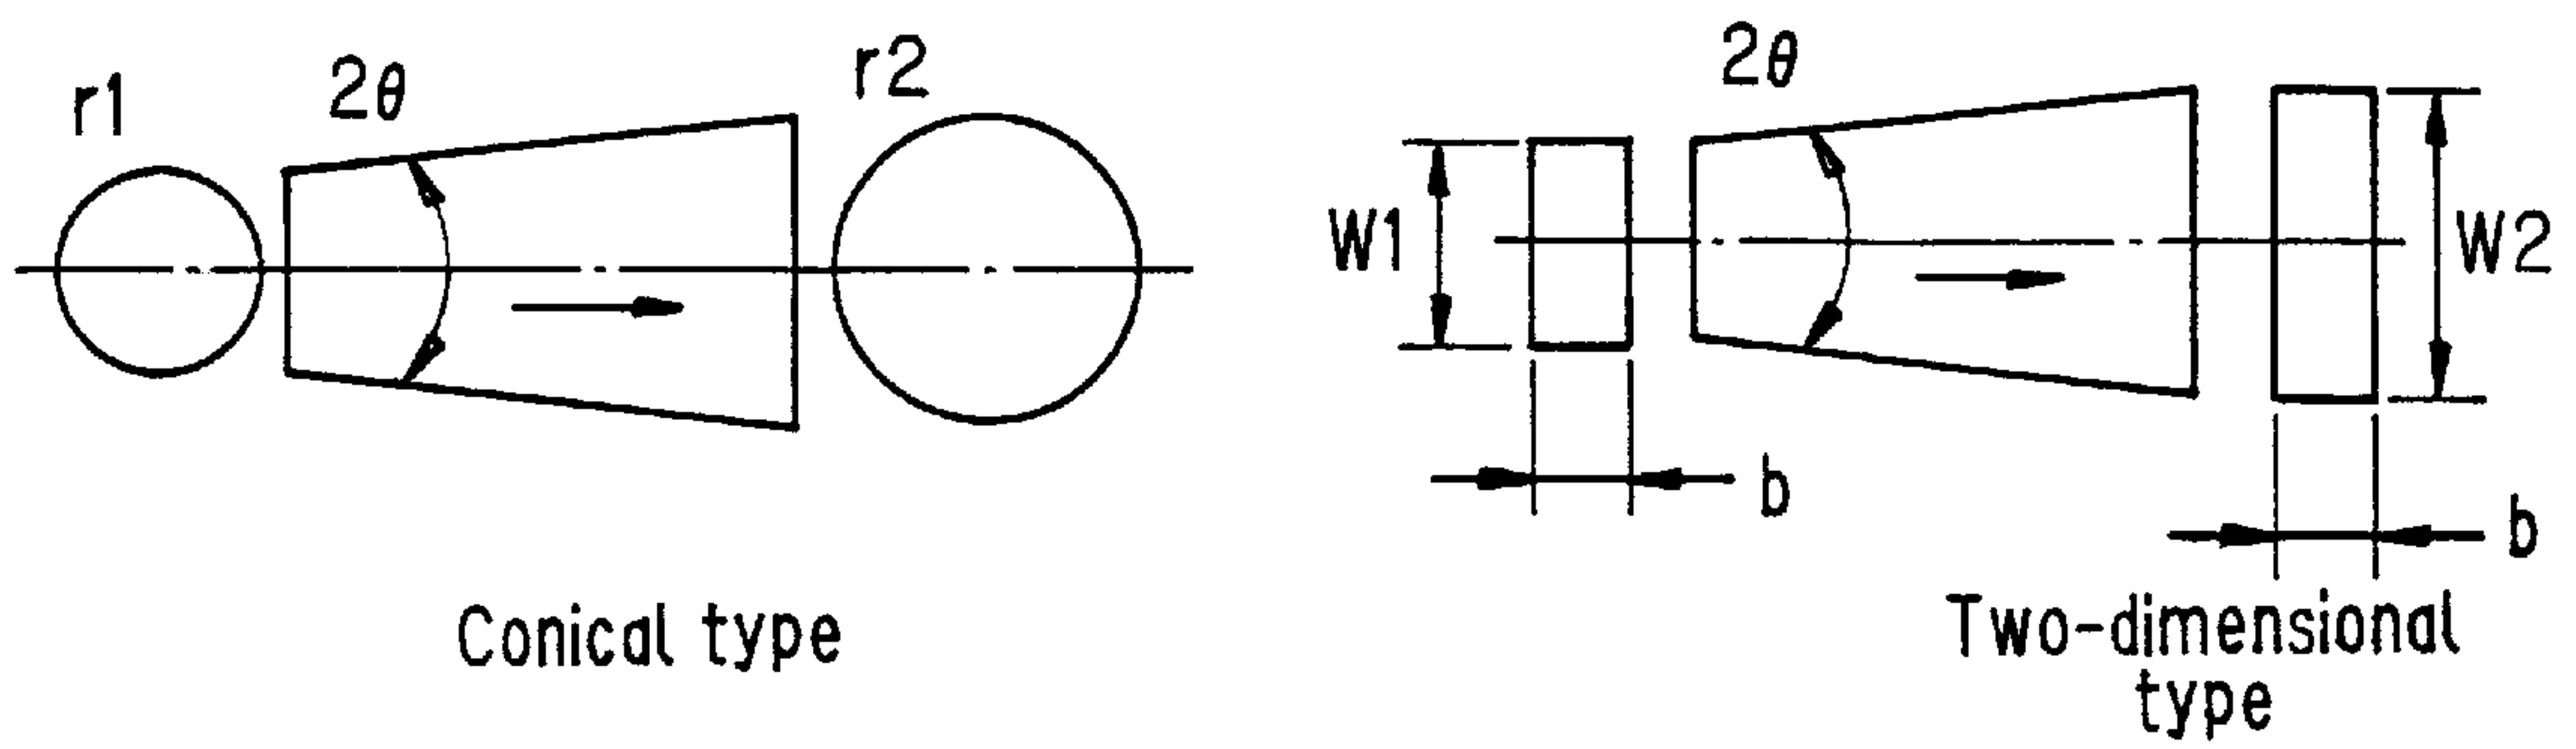 r1
2θ
r2
Conical type
2θ
W1
W2
b
b
Two-dimensional
type